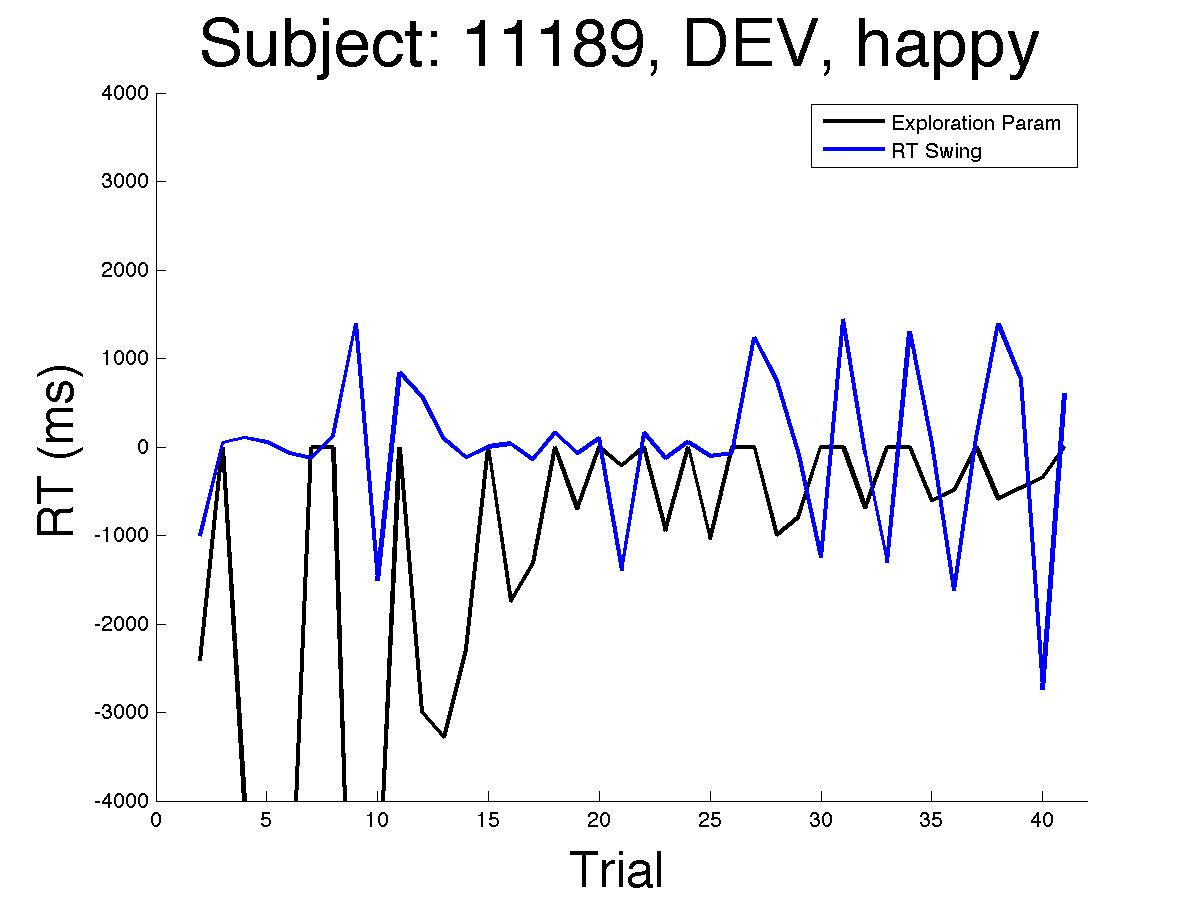 Subject: 11189, DEV, happy
Exploration Param
RT Swing
4000
3000
2000
1000
0
-1000
-2000
-3000
-4000
RT (ms)
0 5 10 15 20 25 30 35 40
Trial